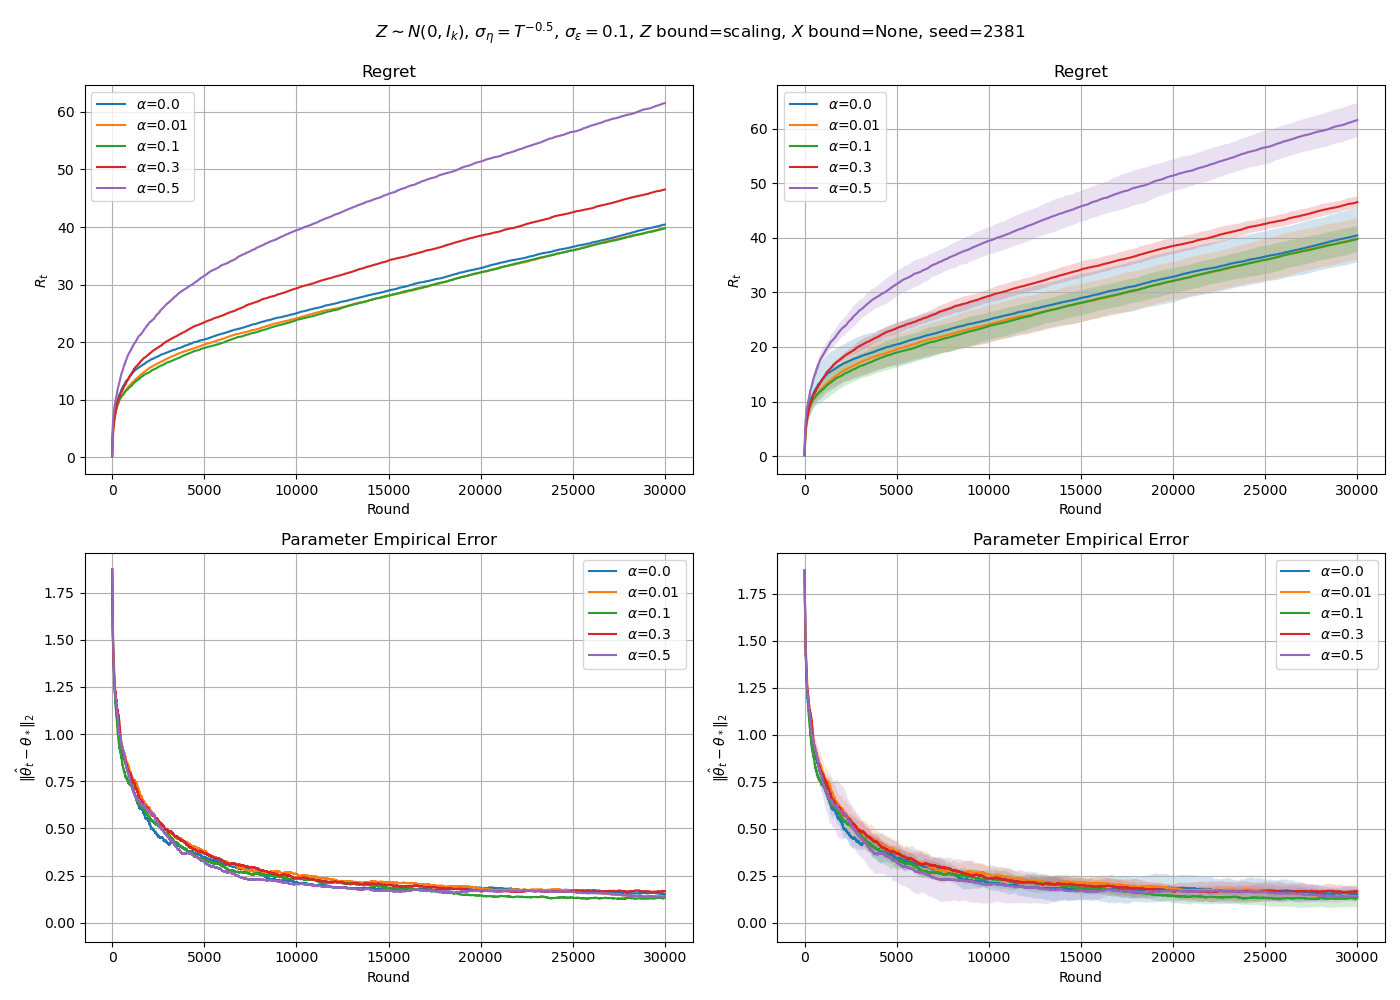 Z ~ N(0, I_k), σ_η = T^{-0.5}, σ_ε = 0.1, Z bound=scaling, X bound=None, seed=2381
Regret
R_t
60
50
40
30
20
10
0
α=0.0
α=0.01
α=0.1
α=0.3
α=0.5
0 5000 10000 15000 20000 25000 30000
Round
Regret
R_t
60
50
40
30
20
10
0
α=0.0
α=0.01
α=0.1
α=0.3
α=0.5
0 5000 10000 15000 20000 25000 30000
Round
Parameter Empirical Error
‖θ̂_t − θ_*‖_2
1.75
1.50
1.25
1.00
0.75
0.50
0.25
0.00
α=0.0
α=0.01
α=0.1
α=0.3
α=0.5
0 5000 10000 15000 20000 25000 30000
Round
Parameter Empirical Error
‖θ̂_t − θ_*‖_2
1.75
1.50
1.25
1.00
0.75
0.50
0.25
0.00
α=0.0
α=0.01
α=0.1
α=0.3
α=0.5
0 5000 10000 15000 20000 25000 30000
Round